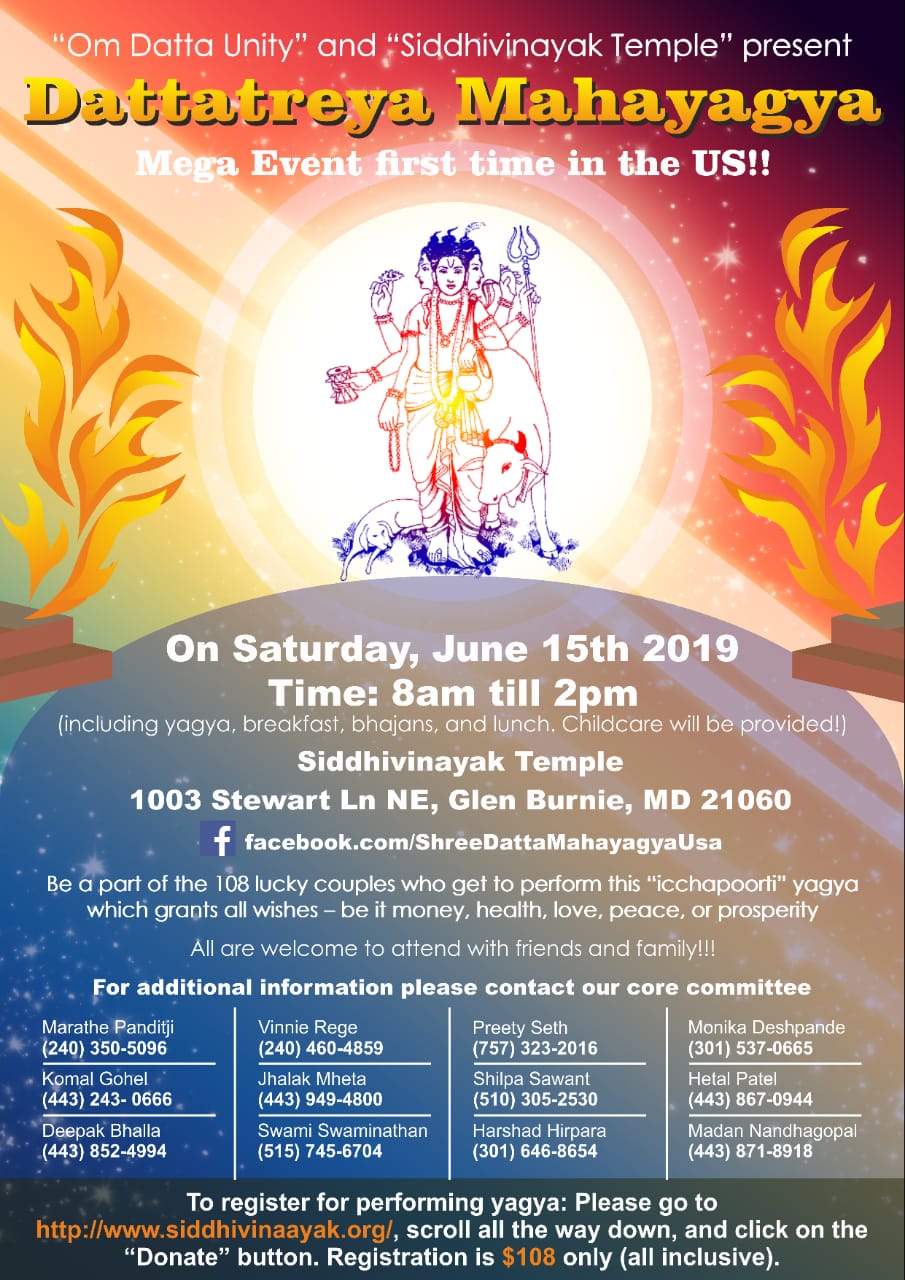 “Om Datta Unity” and “Siddhivinayak Temple” present
Dattatreya Mahayagya
Mega Event first time in the US!!
On Saturday, June 15th 2019
Time: 8am till 2pm
(including yagya, breakfast, bhajans, and lunch. Childcare will be provided!)
Siddhivinayak Temple
1003 Stewart Ln NE, Glen Burnie, MD 21060
f facebook.com/ShreeDattaMahayagyaUsa
Be a part of the 108 lucky couples who get to perform this “icchapoorti” yagya
which grants all wishes – be it money, health, love, peace, or prosperity
All are welcome to attend with friends and family!!!
For additional information please contact our core committee
Marathe Panditji
(240) 350-5096
Komal Gohel
(443) 243- 0666
Deepak Bhalla
(443) 852-4994
Vinnie Rege
(240) 460-4859
Jhalak Mheta
(443) 949-4800
Swami Swaminathan
(515) 745-6704
Preety Seth
(757) 323-2016
Shilpa Sawant
(510) 305-2530
Harshad Hirpara
(301) 646-8654
Monika Deshpande
(301) 537-0665
Hetal Patel
(443) 867-0944
Madan Nandhagopal
(443) 871-8918
To register for performing yagya: Please go to
http://www.siddhivinaayak.org/, scroll all the way down, and click on the
“Donate” button. Registration is $108 only (all inclusive).